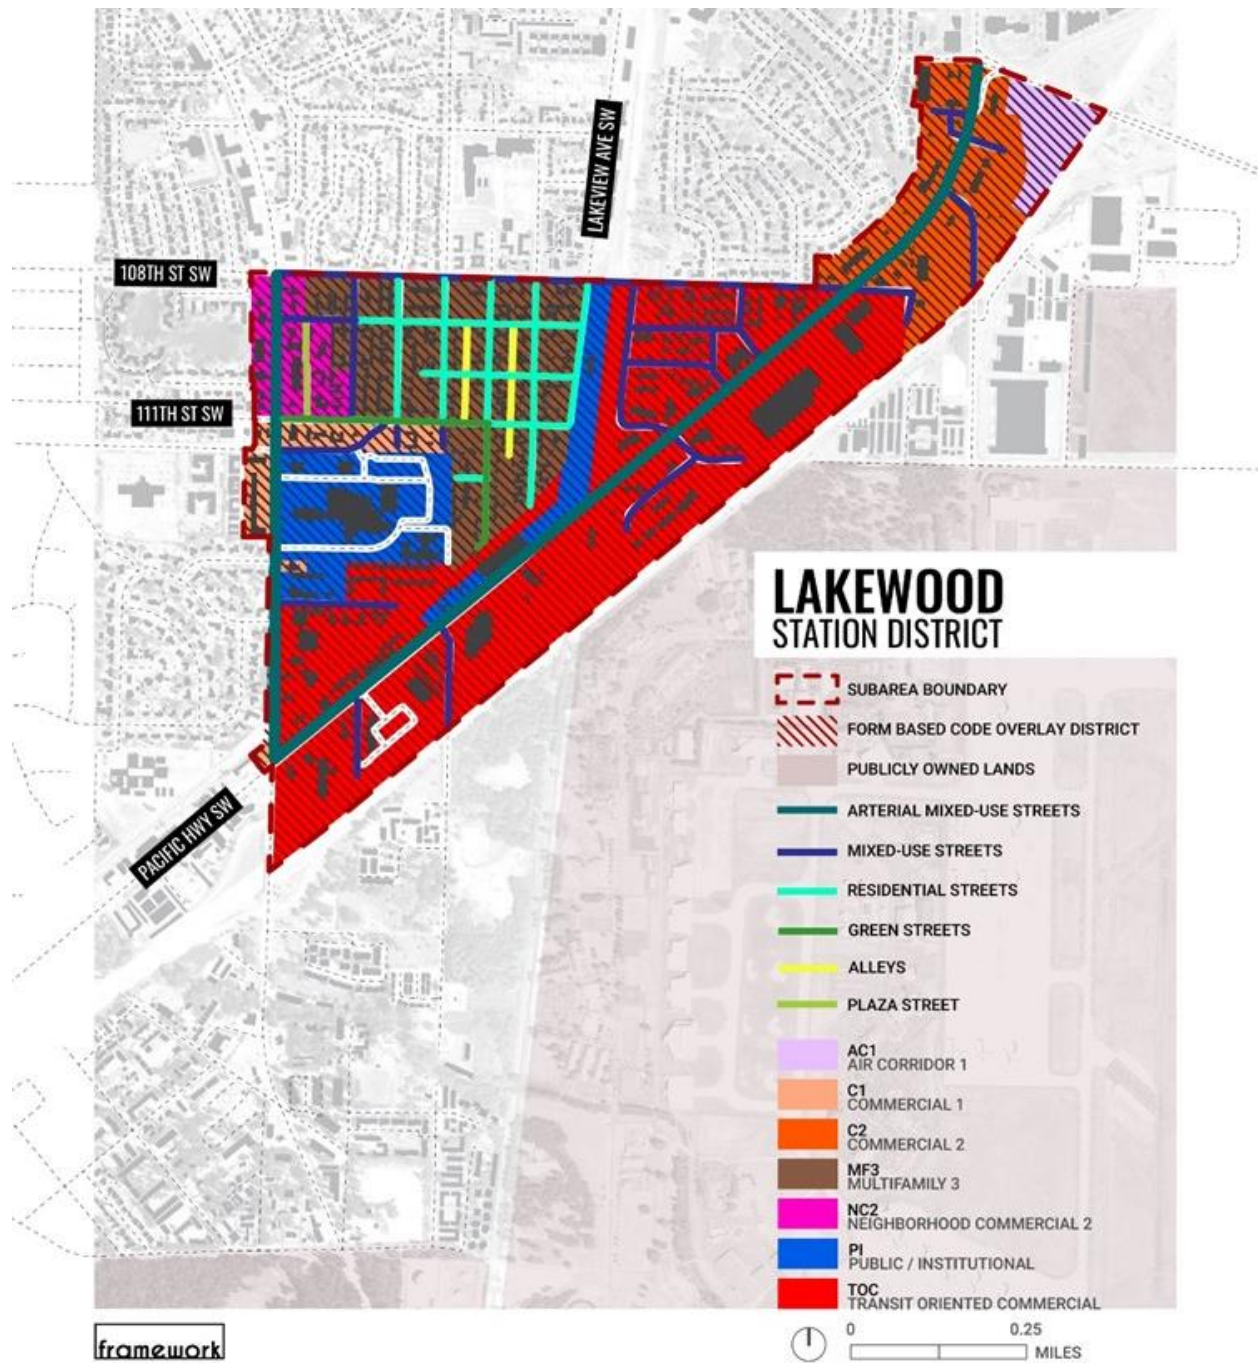 LAKEVIEW AVE SW
108TH ST SW
111TH ST SW
PACIFIC HWY SW
LAKEWOOD
STATION DISTRICT
SUBAREA BOUNDARY
FORM BASED CODE OVERLAY DISTRICT
PUBLICLY OWNED LANDS
ARTERIAL MIXED-USE STREETS
MIXED-USE STREETS
RESIDENTIAL STREETS
GREEN STREETS
ALLEYS
PLAZA STREET
AC1
AIR CORRIDOR 1
C1
COMMERCIAL 1
C2
COMMERCIAL 2
MF3
MULTIFAMILY 3
NC2
NEIGHBORHOOD COMMERCIAL 2
PI
PUBLIC / INSTITUTIONAL
TOC
TRANSIT ORIENTED COMMERCIAL
framework
0 0.25
MILES